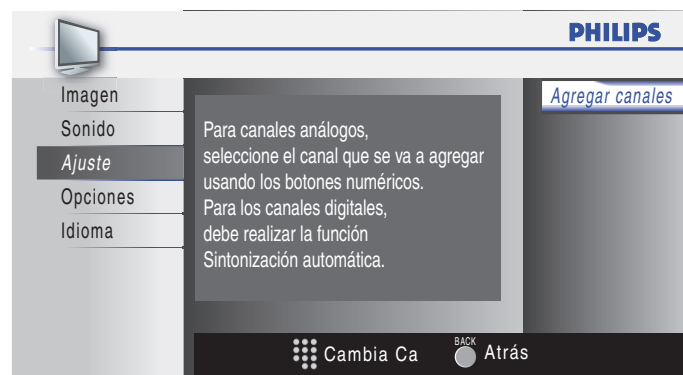 PHILIPS
Imagen
Sonido
Ajuste
Opciones
Idioma
Para canales análogos,
seleccione el canal que se va a agregar
usando los botones numéricos.
Para los canales digitales,
debe realizar la función
Sintonización automática.
Agregar canales
Cambia Ca
BACK Atrás